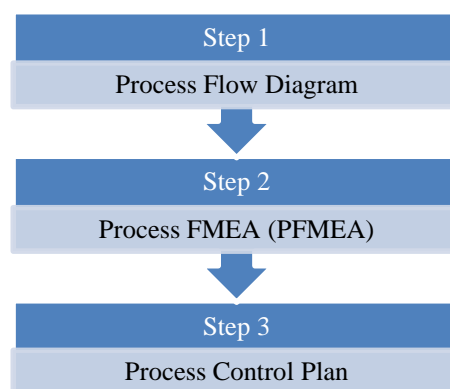 Step 1
Process Flow Diagram
Step 2
Process FMEA (PFMEA)
Step 3
Process Control Plan